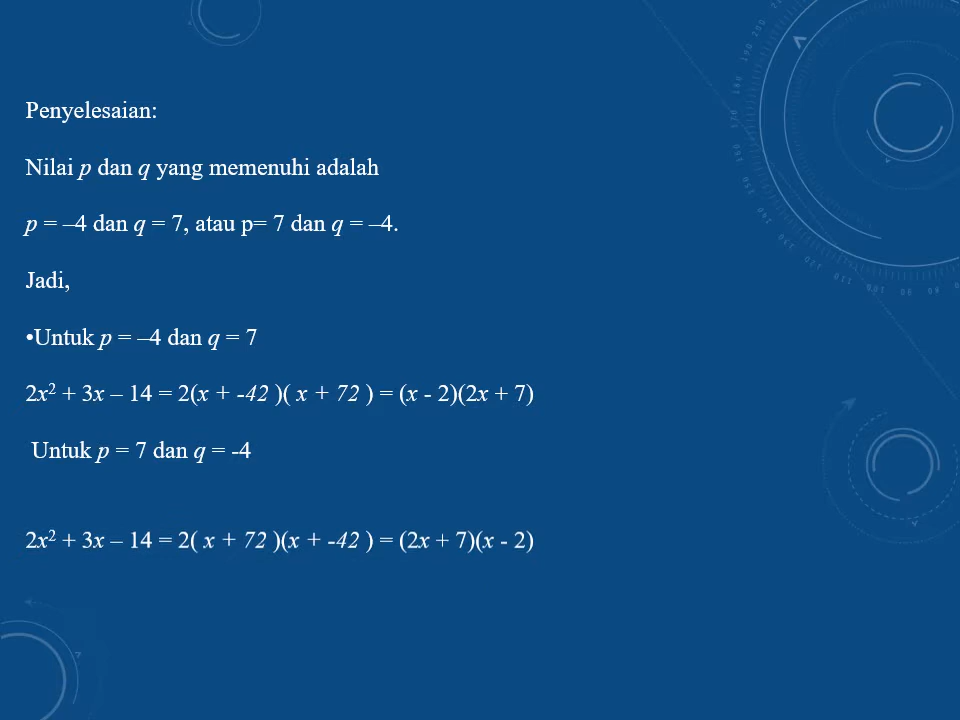 Penyelesaian:
Nilai p dan q yang memenuhi adalah
p = –4 dan q = 7, atau p= 7 dan q = –4.
Jadi,
•Untuk p = –4 dan q = 7
2x² + 3x – 14 = 2(x + -42 )( x + 72 ) = (x - 2)(2x + 7)
Untuk p = 7 dan q = -4
2x² + 3x – 14 = 2( x + 72 )(x + -42 ) = (2x + 7)(x - 2)